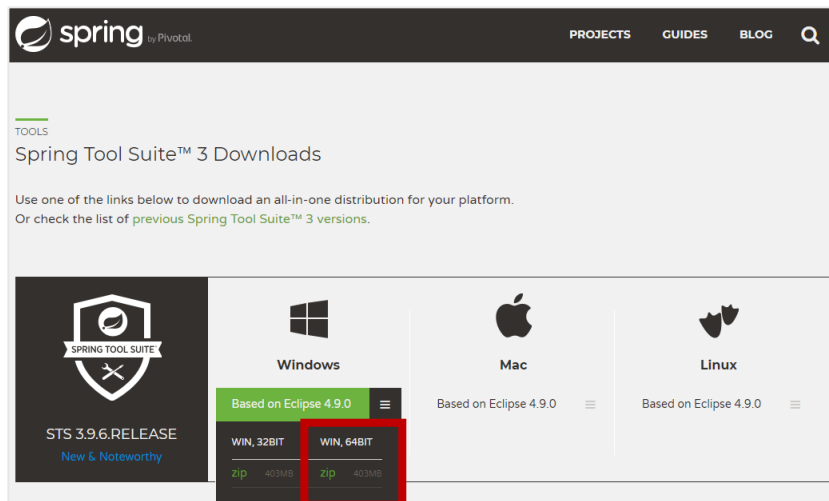 spring by Pivotal.
PROJECTS GUIDES BLOG
TOOLS
Spring Tool Suite™ 3 Downloads
Use one of the links below to download an all-in-one distribution for your platform.
Or check the list of previous Spring Tool Suite™ 3 versions.
SPRING TOOL SUITE
STS 3.9.6.RELEASE
New & Noteworthy
Windows
Based on Eclipse 4.9.0
WIN, 32BIT WIN, 64BIT
zip 403MB zip 403MB
Mac
Based on Eclipse 4.9.0
Linux
Based on Eclipse 4.9.0